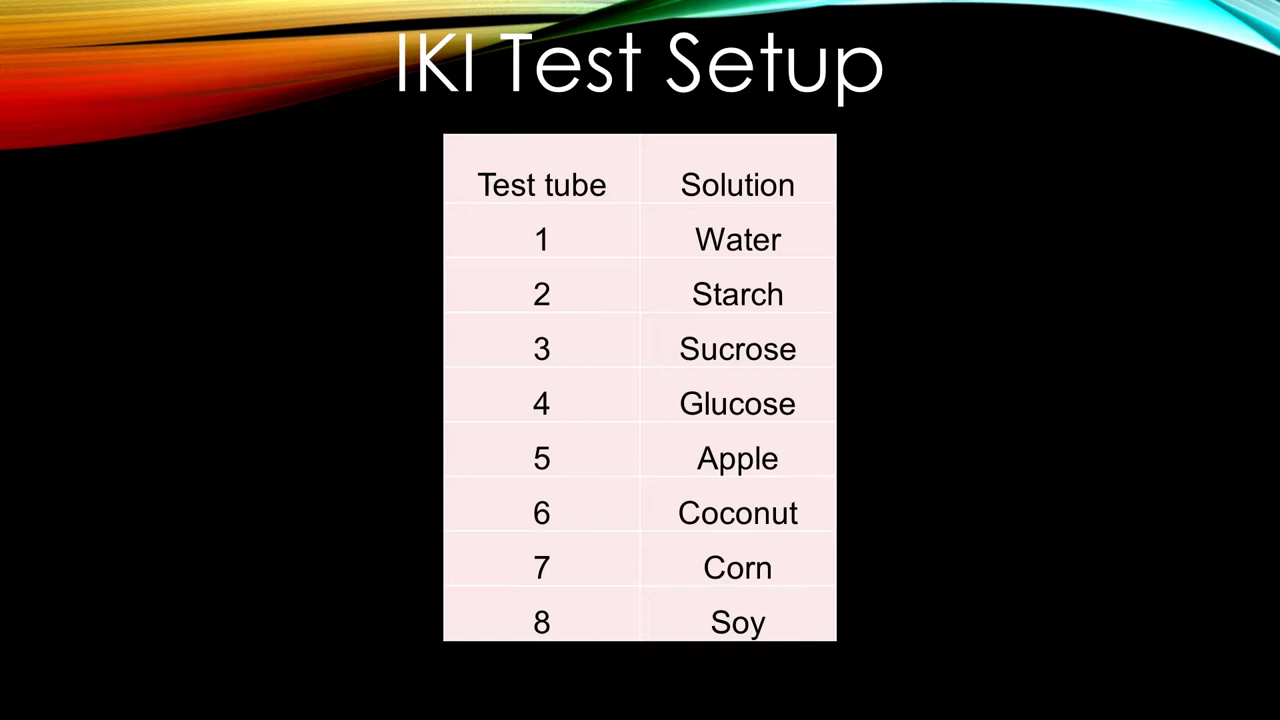 IKI Test Setup
Test tube Solution
1 Water
2 Starch
3 Sucrose
4 Glucose
5 Apple
6 Coconut
7 Corn
8 Soy